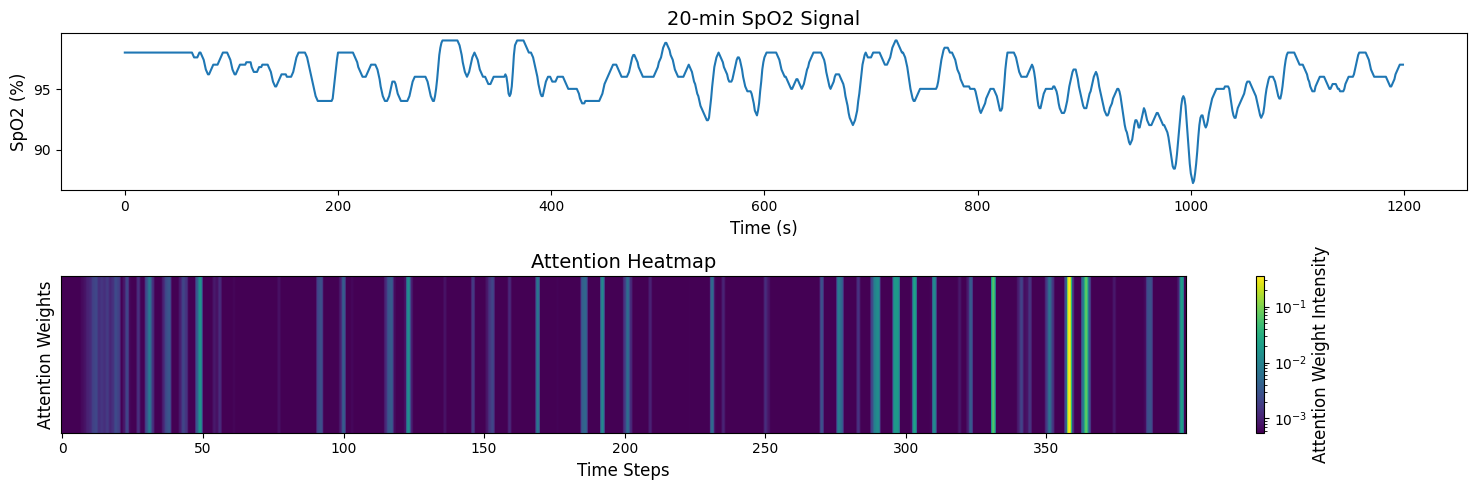 20-min SpO2 Signal
SpO2 (%)
95
90
0 200 400 600 800 1000 1200
Time (s)
Attention Heatmap
Attention Weights
0 50 100 150 200 250 300 350
Time Steps
10⁻¹
10⁻²
10⁻³
Attention Weight Intensity